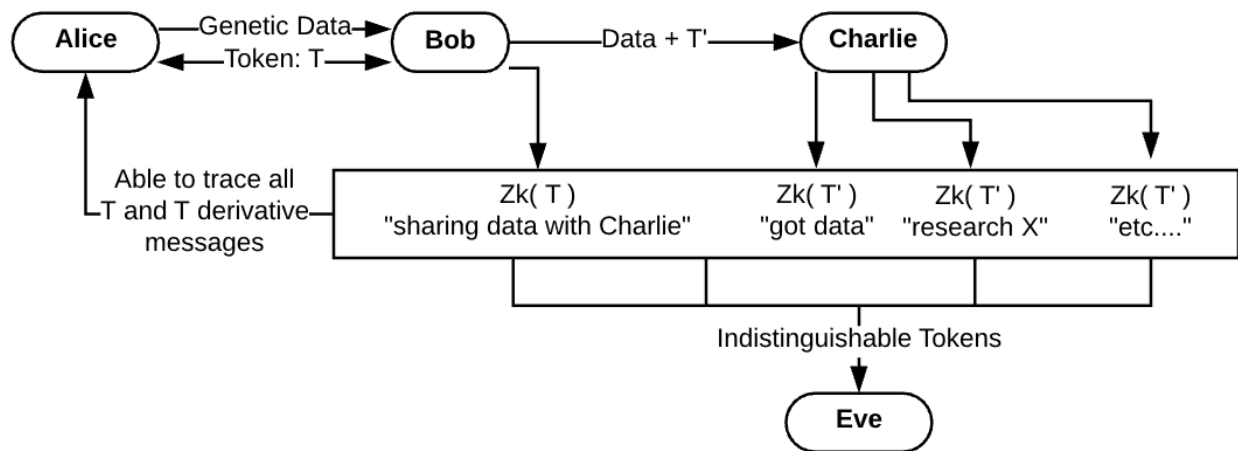 Alice
Genetic Data
Token: T
Bob
Data + T'
Charlie
Able to trace all
T and T derivative
messages
Zk( T )
"sharing data with Charlie"
Zk( T' )
"got data"
Zk( T' )
"research X"
Zk( T' )
"etc...."
Indistinguishable Tokens
Eve